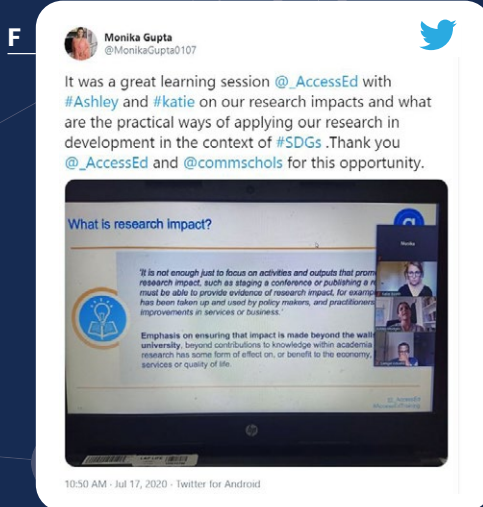 F
Monika Gupta
@MonikaGupta0107
It was a great learning session @_AccessEd with
#Ashley and #katie on our research impacts and what
are the practical ways of applying our research in
development in the context of #SDGs .Thank you
@_AccessEd and @commschols for this opportunity.
What is research impact?
'It is not enough just to focus on activities and outputs that prom
research impact, such as staging a conference or publishing a r
must be able to provide evidence of research impact, for examp
has been taken up and used by policy makers, and practitioners
improvements in services or business.'
Emphasis on ensuring that impact is made beyond the wall
university, beyond contributions to knowledge within academia
research has some form of effect on, or benefit to the economy,
services or quality of life.
Monika
hp
10:50 AM - Jul 17, 2020 - Twitter for Android